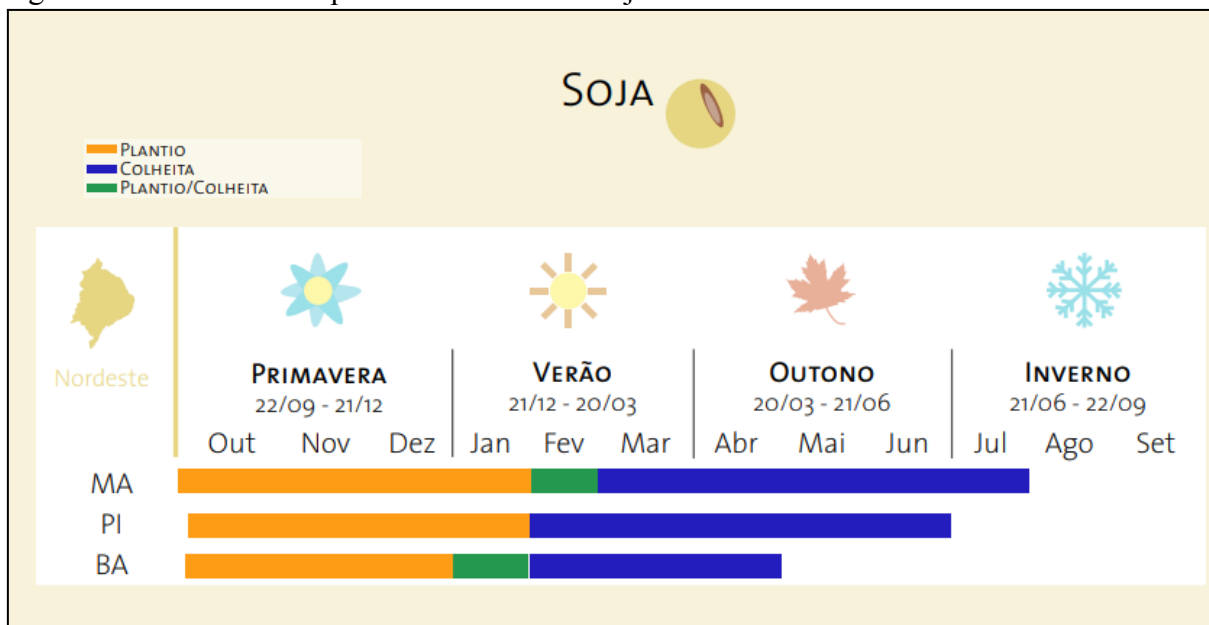 SOJA
PLANTIO
COLHEITA
PLANTIO/COLHEITA
Nordeste
PRIMAVERA
22/09 - 21/12
VERÃO
21/12 - 20/03
OUTONO
20/03 - 21/06
INVERNO
21/06 - 22/09
Out Nov Dez Jan Fev Mar Abr Mai Jun Jul Ago Set
MA
PI
BA